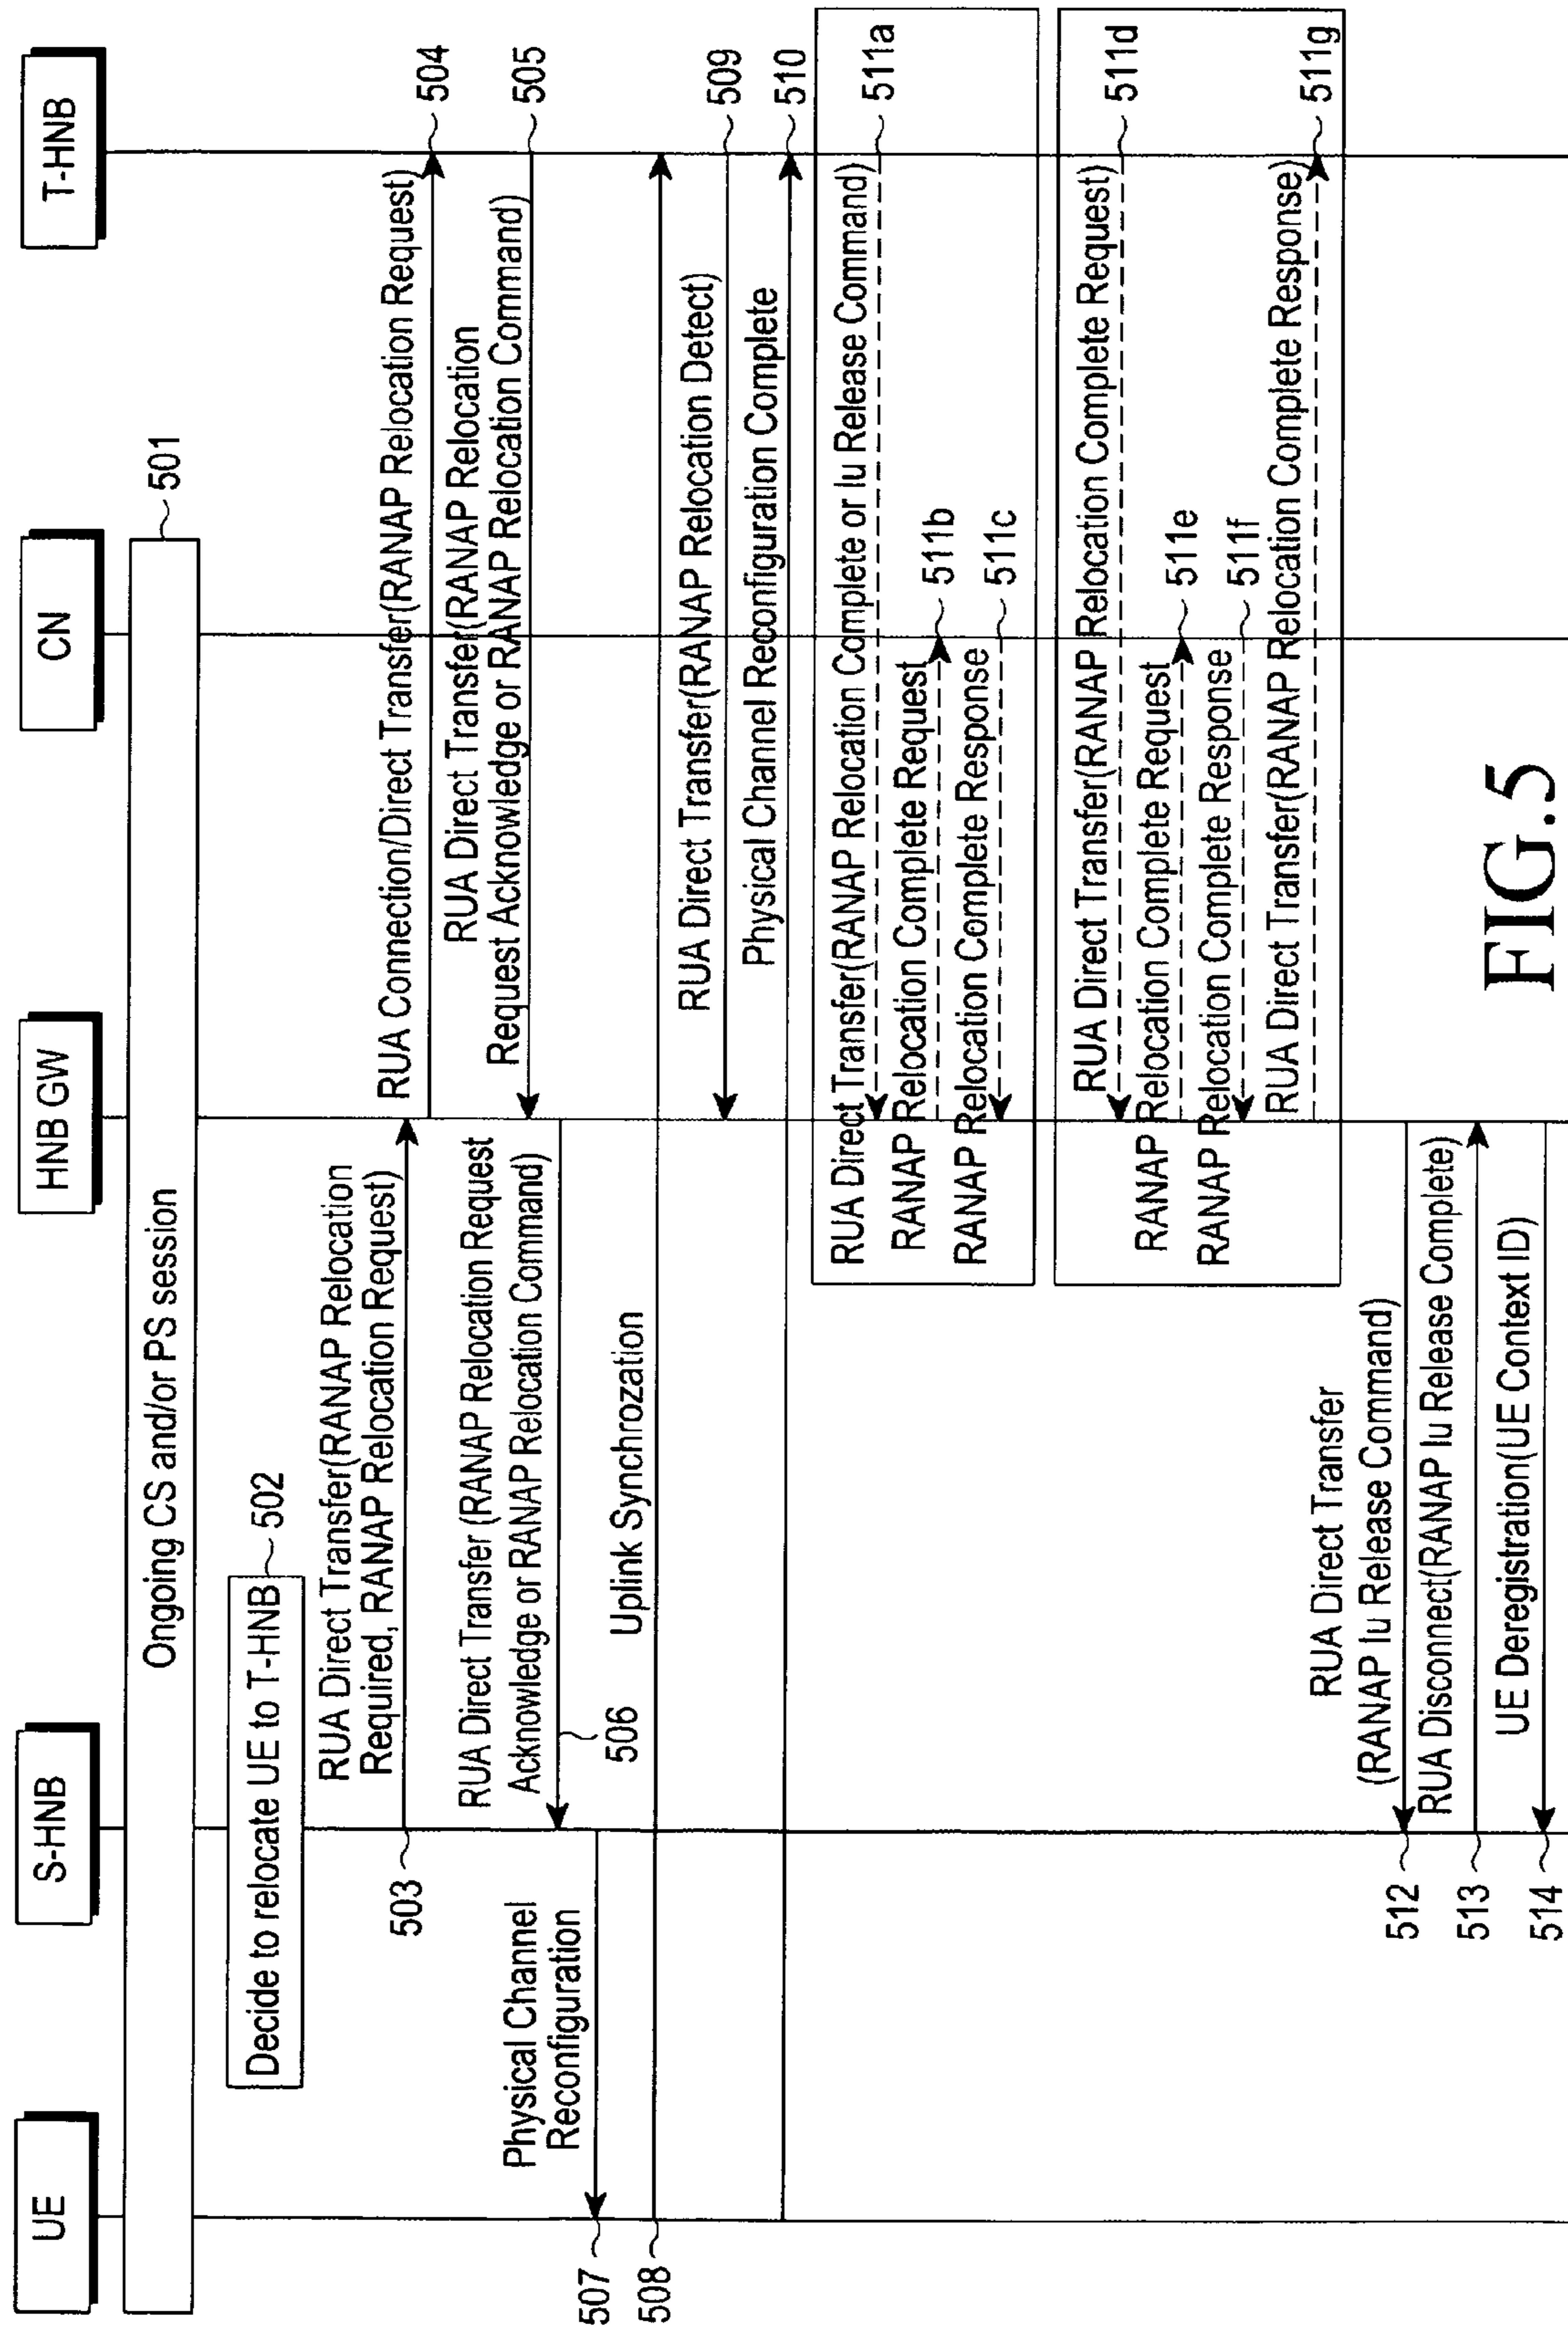 UE
S-HNB
HNB GW
CN
T-HNB
Ongoing CS and/or PS session
501
Decide to relocate UE to T-HNB
502
RUA Direct Transfer(RANAP Relocation
Required, RANAP Relocation Request)
503
RUA Connection/Direct Transfer(RANAP Relocation Request)
504
RUA Direct Transfer(RANAP Relocation
Request Acknowledge or RANAP Relocation Command)
505
RUA Direct Transfer (RANAP Relocation Request
Acknowledge or RANAP Relocation Command)
506
Physical Channel
Reconfiguration
507
Uplink Synchrozation
508
RUA Direct Transfer(RANAP Relocation Detect)
509
Physical Channel Reconfiguration Complete
510
RUA Direct Transfer(RANAP Relocation Complete or Iu Release Command)
511a
RANAP Relocation Complete Request
511b
RANAP Relocation Complete Response
511c
RUA Direct Transfer(RANAP Relocation Complete Request)
511d
RANAP Relocation Complete Request
511e
RANAP Relocation Complete Response
511f
RUA Direct Transfer(RANAP Relocation Complete Response)
511g
RUA Direct Transfer
(RANAP Iu Release Command)
512
RUA Disconnect(RANAP Iu Release Complete)
513
UE Deregistration(UE Context ID)
514
FIG.5